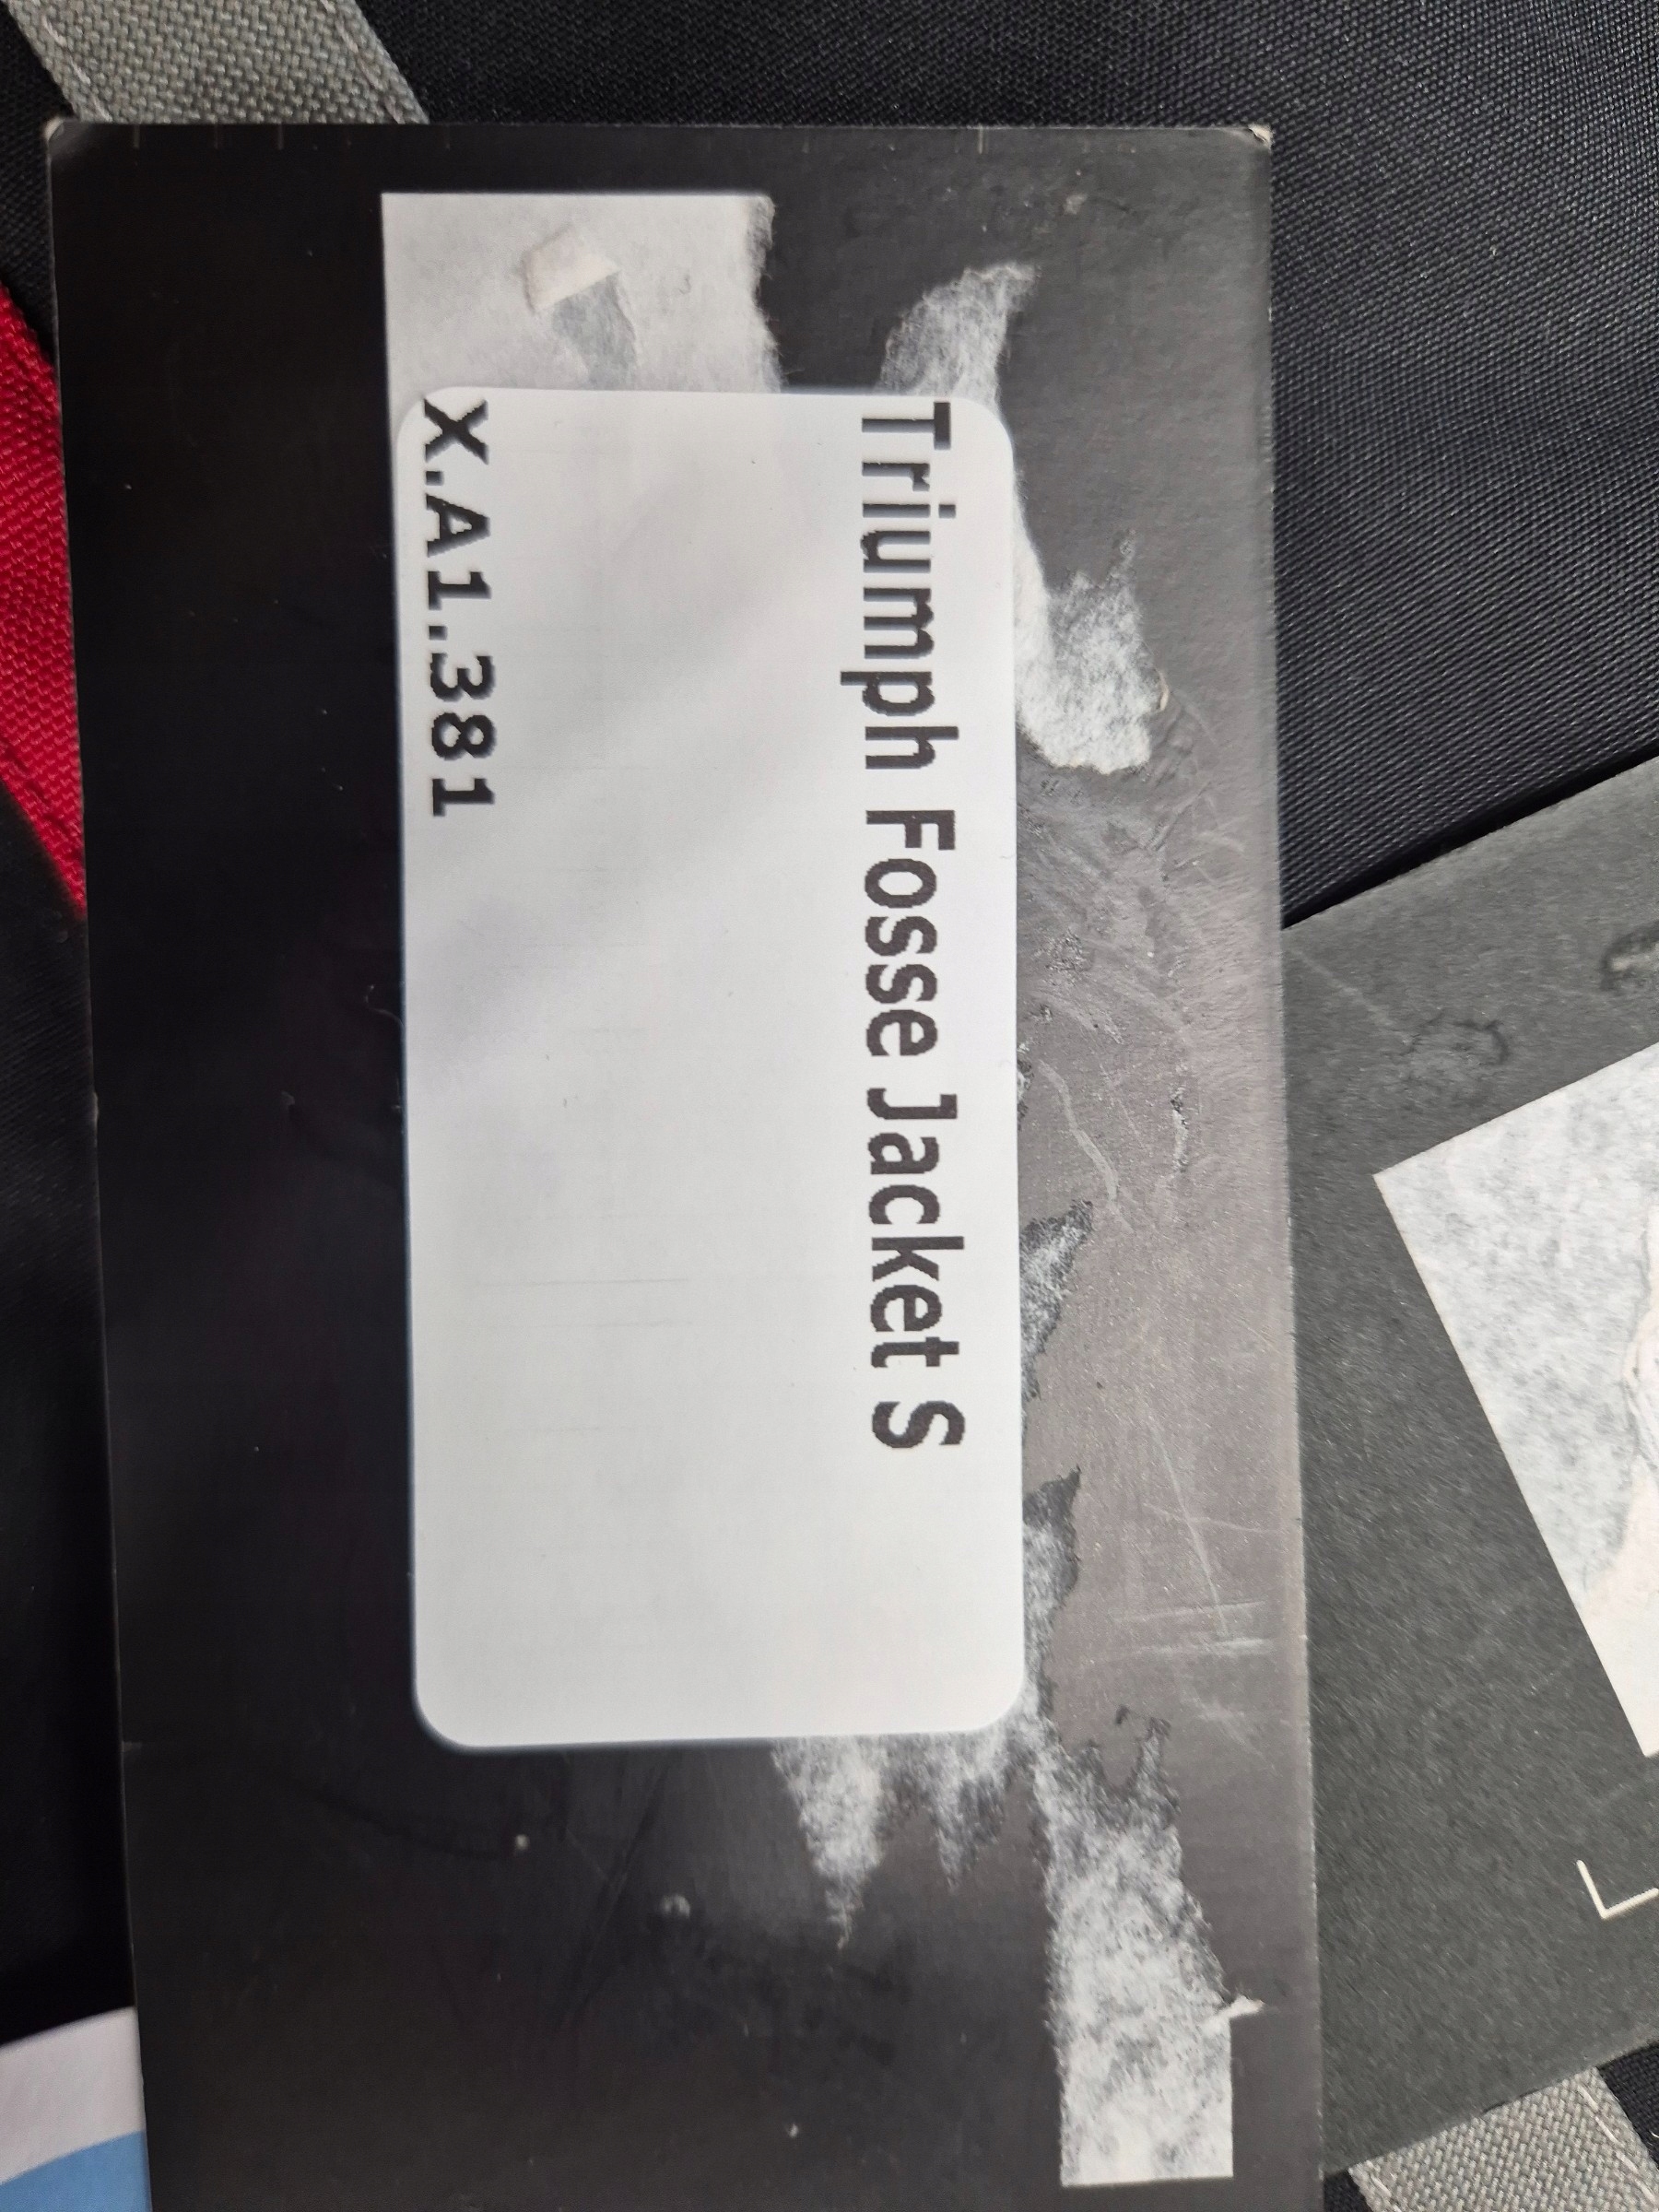 Triumph Fosse Jacket S
X.A1.381